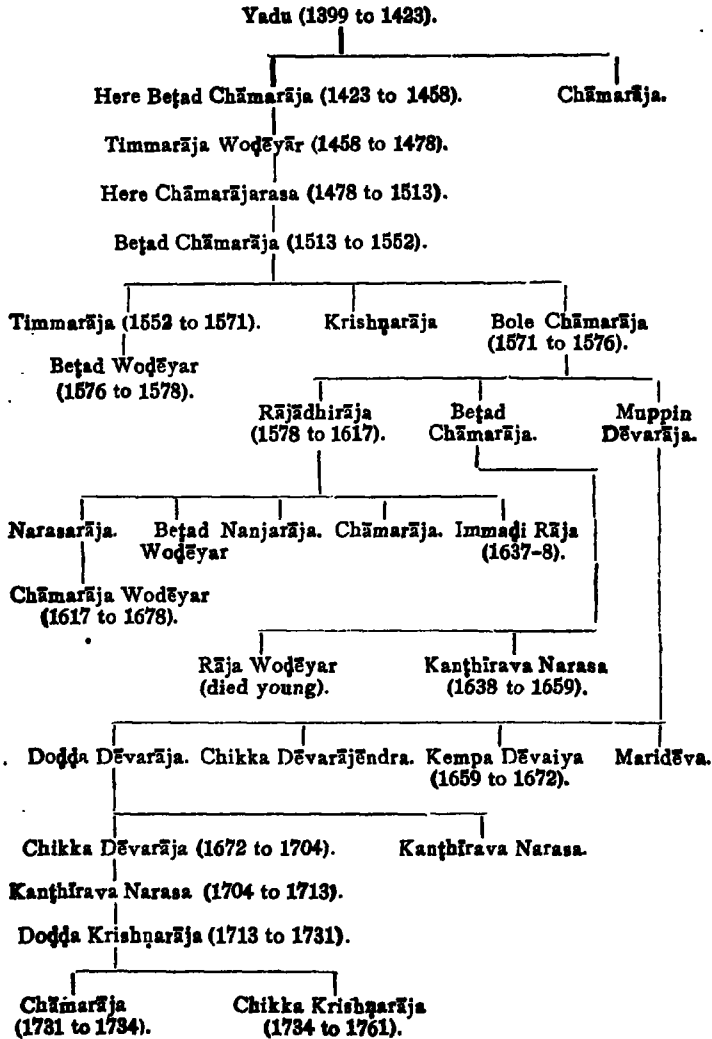 Yadu (1399 to 1423).
Here Beṭad Chāmarāja (1423 to 1458). Chāmarāja.
Timmarāja Woḍēyār (1458 to 1478).
Here Chāmarājarasa (1478 to 1513).
Beṭad Chāmarāja (1513 to 1552).
Timmarāja (1552 to 1571). Krishṇarāja Bole Chāmarāja
(1571 to 1576).
Beṭad Woḍēyar
(1576 to 1578).
Rājādhirāja Beṭad Muppin
(1578 to 1617). Chāmarāja. Dēvarāja.
Narasarāja. Beṭad Nanjarāja. Chāmarāja. Immaḍi Rāja
Woḍēyar (1637-8).
Chāmarāja Woḍēyar
(1617 to 1678).
Rāja Woḍēyar Kanṭhīrava Narasa
(died young). (1638 to 1659).
Doḍḍa Dēvarāja. Chikka Dēvarājēndra. Kempa Dēvaiya Maridēva.
(1659 to 1672).
Chikka Dēvarāja (1672 to 1704). Kanṭhīrava Narasa.
Kanṭhīrava Narasa (1704 to 1713).
Doḍḍa Krishṇarāja (1713 to 1731).
Chāmarāja Chikka Krishṇarāja
(1731 to 1734). (1734 to 1761).